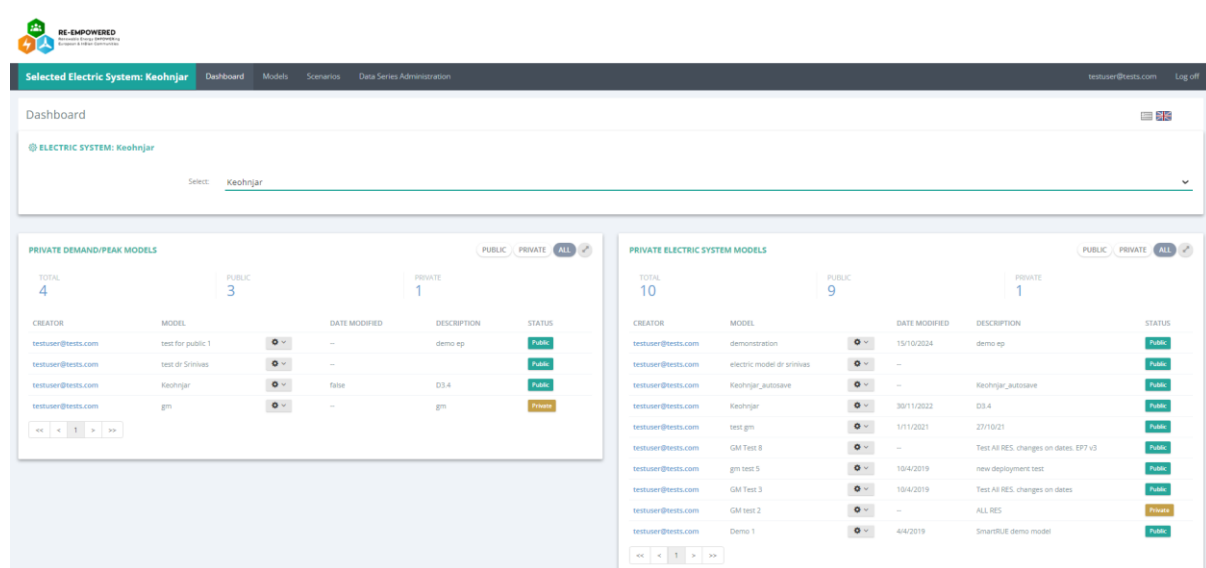 RE-EMPOWERED
Renewable Energy EMPOWERing
European & Indian Communities
Selected Electric System: Keohnjar Dashboard Models Scenarios Data Series Administration testuser@tests.com Log off
Dashboard
ELECTRIC SYSTEM: Keohnjar
Select: Keohnjar
PRIVATE DEMAND/PEAK MODELS PUBLIC PRIVATE ALL
TOTAL PUBLIC PRIVATE
4 3 1
CREATOR MODEL DATE MODIFIED DESCRIPTION STATUS
testuser@tests.com test for public 1 -- demo ep Public
testuser@tests.com test dr Srinivas -- Public
testuser@tests.com Keohnjar false D3.4 Public
testuser@tests.com gm -- gm Private
<< < 1 > >>
PRIVATE ELECTRIC SYSTEM MODELS PUBLIC PRIVATE ALL
TOTAL PUBLIC PRIVATE
10 9 1
CREATOR MODEL DATE MODIFIED DESCRIPTION STATUS
testuser@tests.com demonstration 15/10/2024 demo ep Public
testuser@tests.com electric model dr srinivas -- Public
testuser@tests.com Keohnjar_autosave -- Keohnjar_autosave Public
testuser@tests.com Keohnjar 30/11/2022 D3.4 Public
testuser@tests.com test gm 1/11/2021 27/10/21 Public
testuser@tests.com GM Test 8 -- Test All RES. changes on dates. EP7 v3 Public
testuser@tests.com gm test 5 10/4/2019 new deployment test Public
testuser@tests.com GM Test 3 10/4/2019 Test All RES. changes on dates Public
testuser@tests.com GM test 2 -- ALL RES Private
testuser@tests.com Demo 1 4/4/2019 SmartRUE demo model Public
<< < 1 > >>